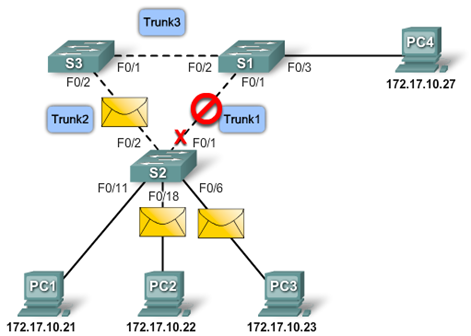 Trunk3
S3
F0/1
F0/2
S1
F0/3
PC4
F0/2
F0/1
172.17.10.27
Trunk2
Trunk1
X
F0/2
F0/1
S2
F0/11
F0/18
F0/6
PC1
PC2
PC3
172.17.10.21
172.17.10.22
172.17.10.23